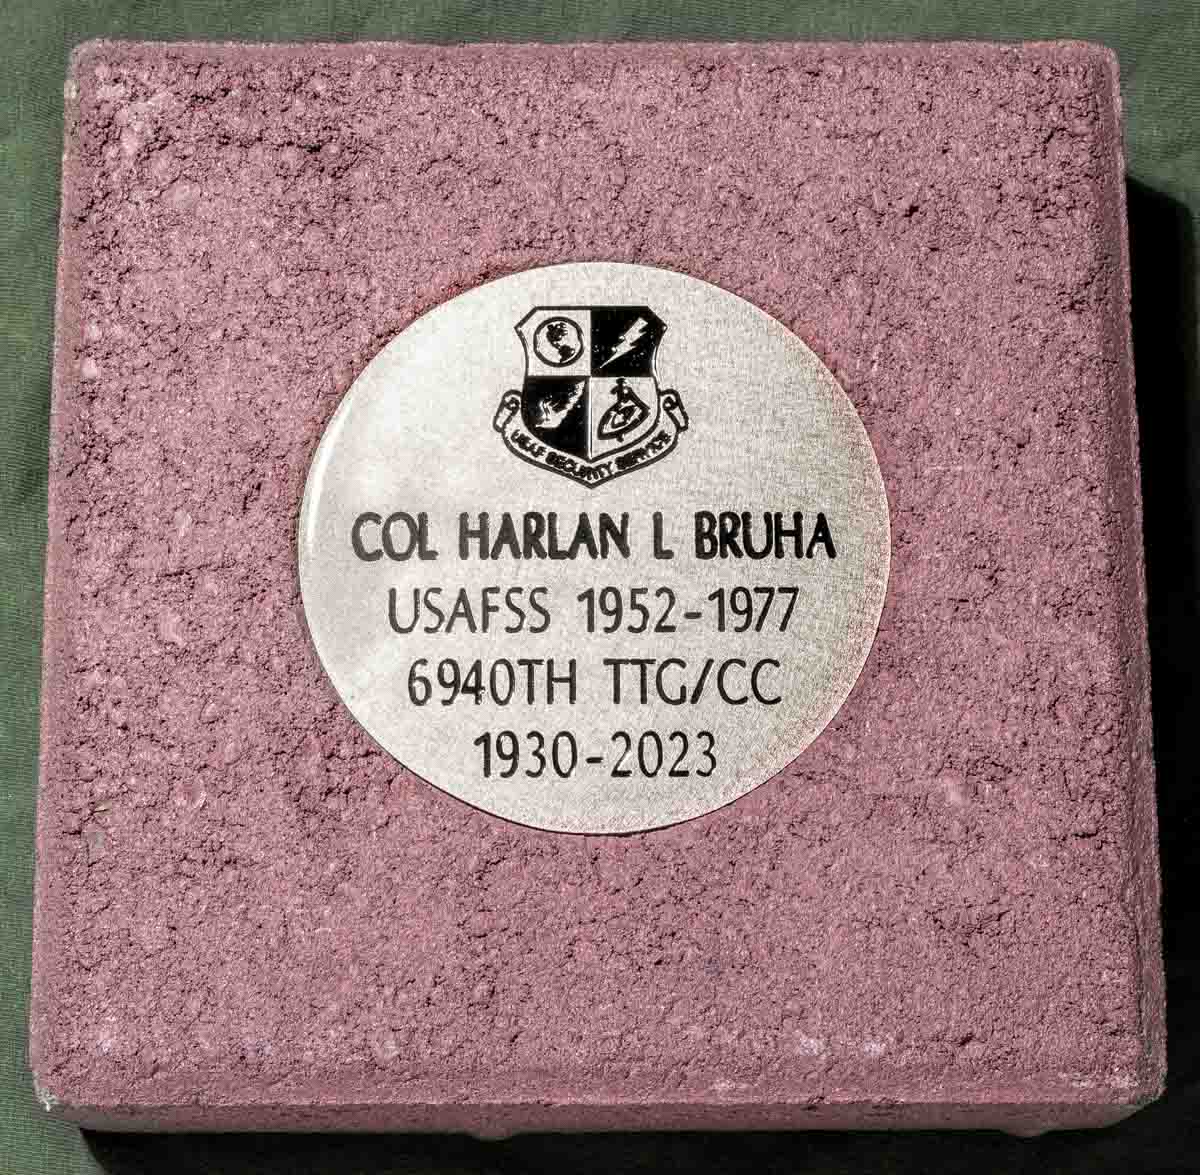 USAF SECURITY SERVICE
COL HARLAN L BRUHA
USAFSS 1952-1977
6940TH TTG/CC
1930-2023